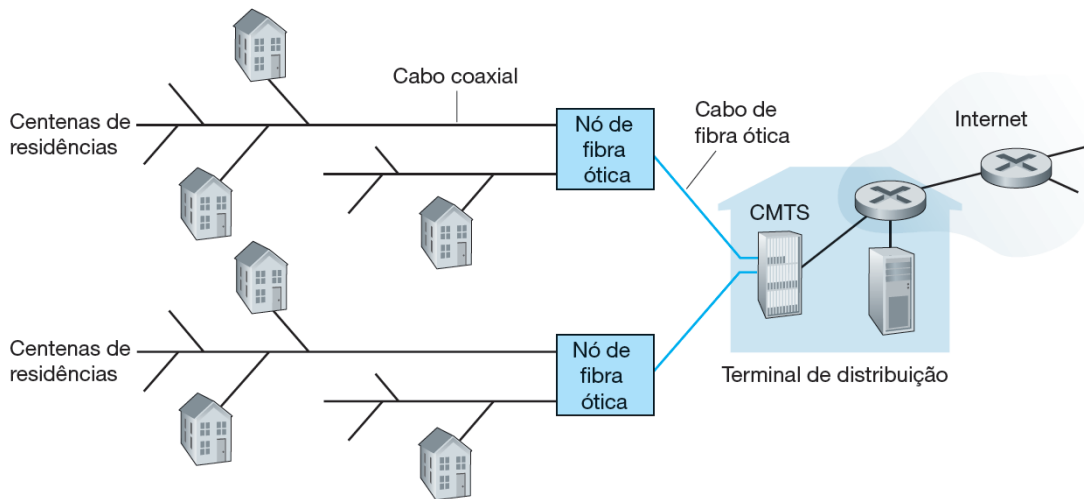 Cabo coaxial
Centenas de
residências
Nó de
fibra
ótica
Cabo de
fibra ótica
Internet
CMTS
Centenas de
residências
Nó de
fibra
ótica
Terminal de distribuição